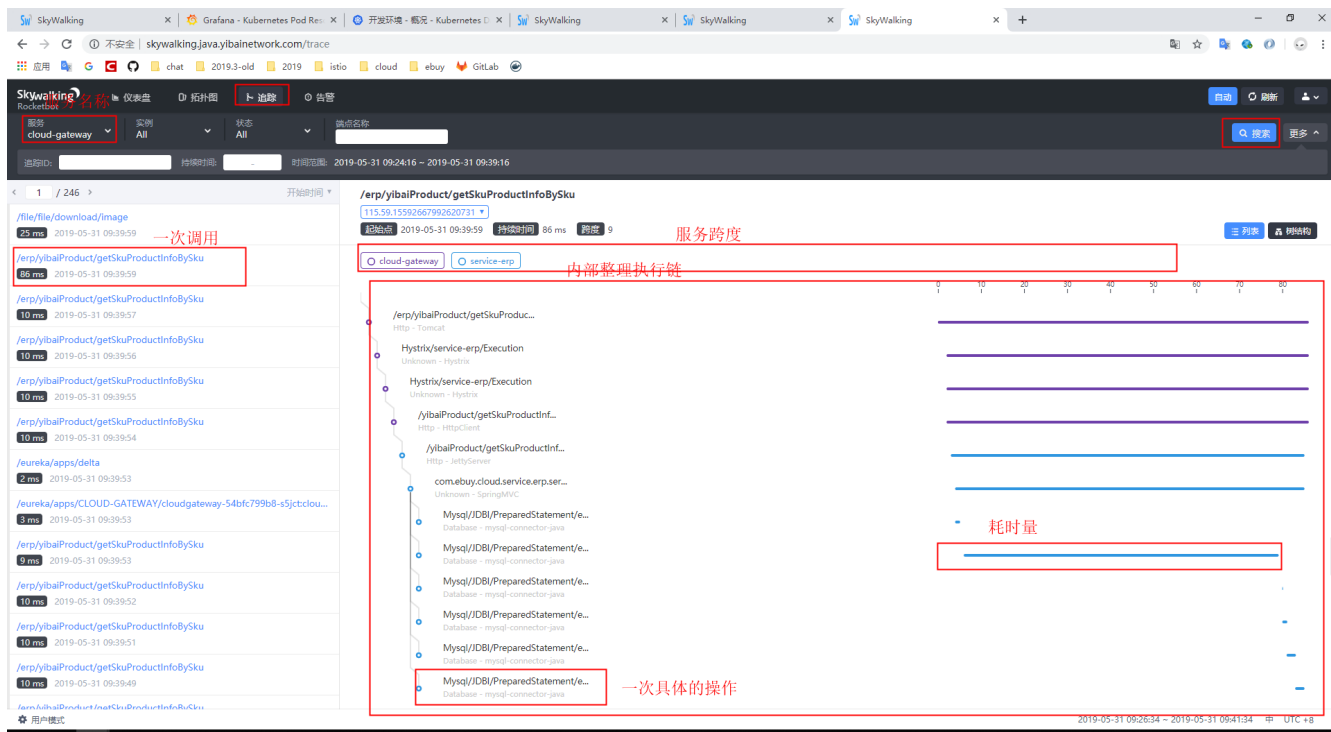 SkyWalking
Grafana - Kubernetes Pod Res
开发环境 - 概况 - Kubernetes D
SkyWalking
SkyWalking
SkyWalking
不安全 | skywalking.java.yibainetwork.com/trace
应用
chat
2019.3-old
2019
istio
cloud
ebuy
GitLab
Skywalking
Rocketbot
服务名称
仪表盘
拓扑图
追踪
告警
自动
刷新
服务
cloud-gateway
实例
All
状态
All
端点名称
搜索
更多
追踪ID:
持续时间:
-
时间范围:
2019-05-31 09:24:16 ~ 2019-05-31 09:39:16
1 / 246
开始时间
/file/file/download/image
25 ms 2019-05-31 09:39:59
一次调用
/erp/yibaiProduct/getSkuProductInfoBySku
86 ms 2019-05-31 09:39:59
/erp/yibaiProduct/getSkuProductInfoBySku
10 ms 2019-05-31 09:39:57
/erp/yibaiProduct/getSkuProductInfoBySku
10 ms 2019-05-31 09:39:56
/erp/yibaiProduct/getSkuProductInfoBySku
10 ms 2019-05-31 09:39:55
/erp/yibaiProduct/getSkuProductInfoBySku
10 ms 2019-05-31 09:39:54
/eureka/apps/delta
2 ms 2019-05-31 09:39:53
/eureka/apps/CLOUD-GATEWAY/cloudgateway-54bfc799b8-s5jct:clou...
3 ms 2019-05-31 09:39:53
/erp/yibaiProduct/getSkuProductInfoBySku
9 ms 2019-05-31 09:39:53
/erp/yibaiProduct/getSkuProductInfoBySku
10 ms 2019-05-31 09:39:52
/erp/yibaiProduct/getSkuProductInfoBySku
10 ms 2019-05-31 09:39:51
/erp/yibaiProduct/getSkuProductInfoBySku
10 ms 2019-05-31 09:39:49
/erp/yibaiProduct/getSkuProductInfoBySku
/erp/yibaiProduct/getSkuProductInfoBySku
115.59.15592667992620731
起始点 2019-05-31 09:39:59 持续时间 86 ms 跨度 9
服务跨度
列表
树结构
cloud-gateway
service-erp
内部整理执行链
0 10 20 30 40 50 60 70 80
/erp/yibaiProduct/getSkuProduc...
Http - Tomcat
Hystrix/service-erp/Execution
Unknown - Hystrix
Hystrix/service-erp/Execution
Unknown - Hystrix
/yibaiProduct/getSkuProductInf...
Http - HttpClient
/yibaiProduct/getSkuProductInf...
Http - JettyServer
com.ebuy.cloud.service.erp.ser...
Unknown - SpringMVC
Mysql/JDBI/PreparedStatement/e...
Database - mysql-connector-java
耗时量
Mysql/JDBI/PreparedStatement/e...
Database - mysql-connector-java
Mysql/JDBI/PreparedStatement/e...
Database - mysql-connector-java
Mysql/JDBI/PreparedStatement/e...
Database - mysql-connector-java
Mysql/JDBI/PreparedStatement/e...
Database - mysql-connector-java
Mysql/JDBI/PreparedStatement/e...
Database - mysql-connector-java
一次具体的操作
用户模式
2019-05-31 09:26:34 ~ 2019-05-31 09:41:34 中 UTC +8